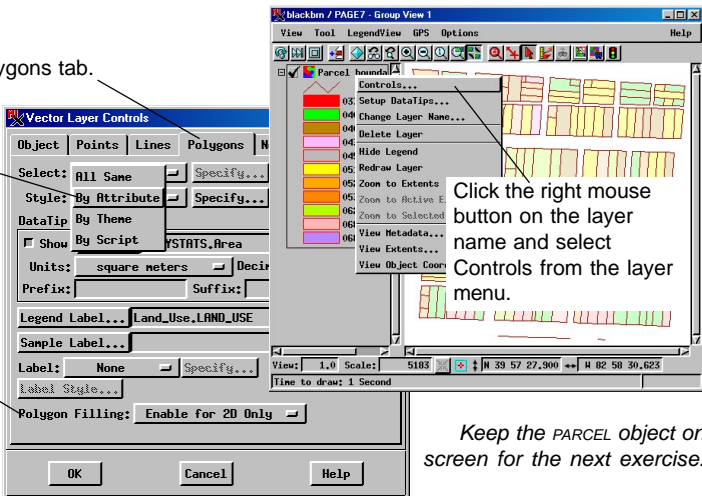 ygons tab.
blackbrn / PAGE7 - Group View 1
View Tool LegendView GPS Options Help
Parcel bounda
Controls...
Setup DataTips...
Change Layer Name...
Delete Layer
Hide Legend
Redraw Layer
Zoom to Extents
Zoom to Active E
Zoom to Selected
View Metadata...
View Extents...
View Object Coor
Click the right mouse
button on the layer
name and select
Controls from the layer
menu.
View: 1.0 Scale: 5183 N 39 57 27.900 W 82 58 30.623
Time to draw: 1 Second
Vector Layer Controls
Object Points Lines Polygons N
Select: Specify...
Style: Specify...
All Same
By Attribute
By Theme
By Script
DataTip
Show YSTATS.Area
Units: square meters Decim
Prefix: Suffix:
Legend Label... Land_Use.LAND_USE
Sample Label...
Label: None Specify...
Label Style...
Polygon Filling: Enable for 2D Only
OK Cancel Help
Keep the PARCEL object on
screen for the next exercise.